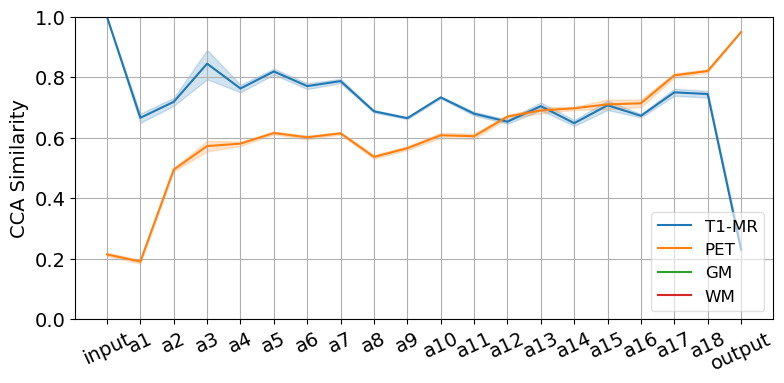 CCA Similarity
1.0
0.8
0.6
0.4
0.2
0.0
input a1 a2 a3 a4 a5 a6 a7 a8 a9 a10 a11 a12 a13 a14 a15 a16 a17 a18 output
T1-MR
PET
GM
WM